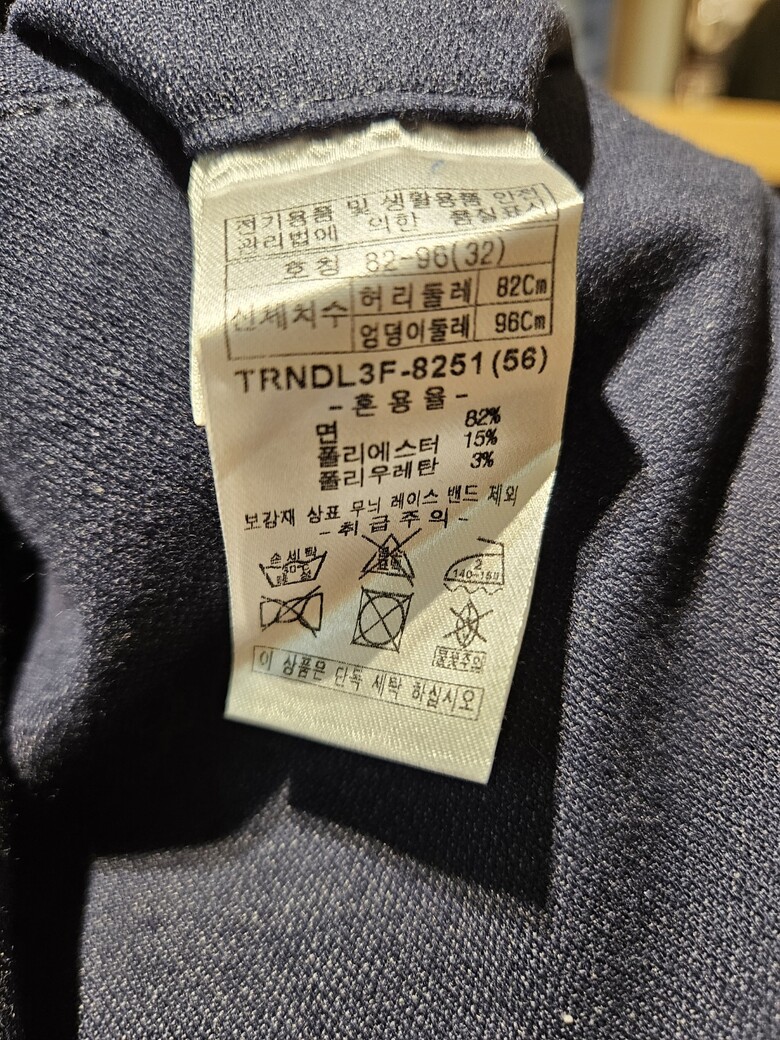 전기용품 및 생활용품 안전
관리법에 의한 품질표시
호칭 82-96(32)
신체치수 허리둘레 82Cm
엉덩이둘레 96Cm
TRNDL3F-8251(56)
-혼용율-
면 82%
폴리에스터 15%
폴리우레탄 3%
보강재 상표 무늬 레이스 밴드 제외
-취급주의-
손세탁
표백
2
140~150
이 상품은 단독 세탁 하십시오